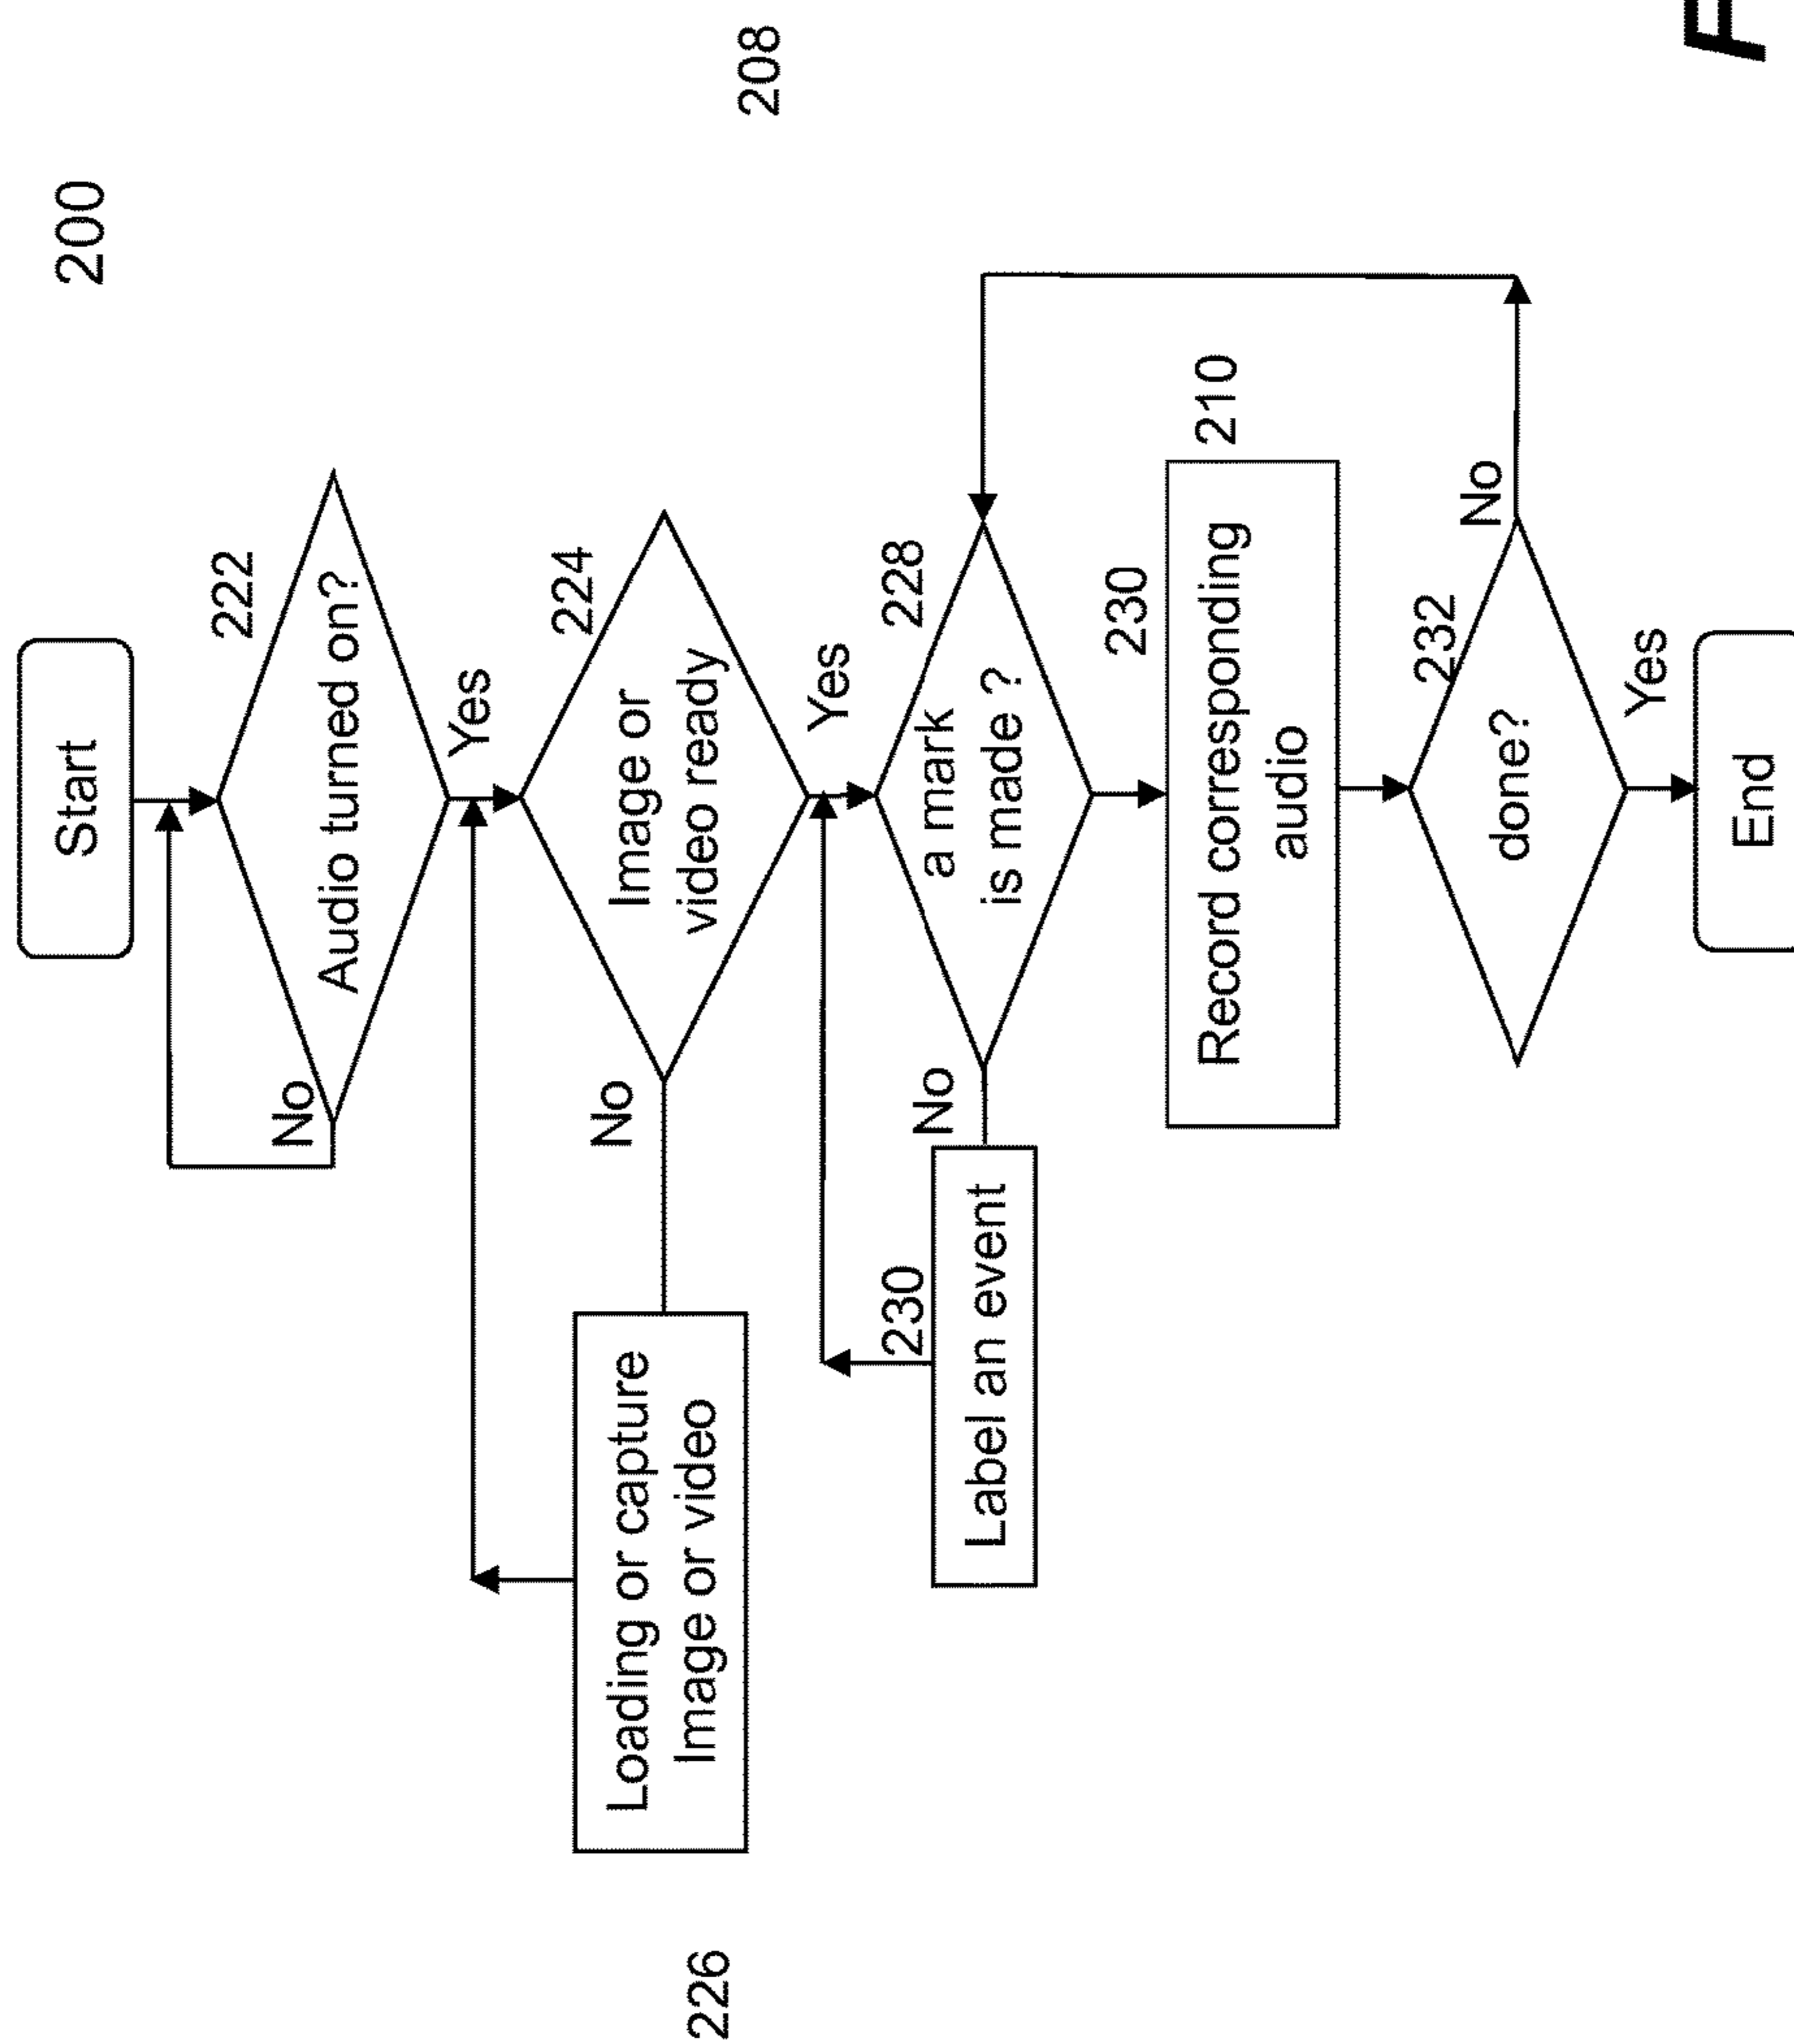 200
Start
222
Audio turned on?
No
Yes
224
Image or
video ready
No
226
Loading or capture
Image or video
208
Yes
228
a mark
is made ?
No
230
Label an event
230
210
Record corresponding
audio
232
done?
No
Yes
End
F